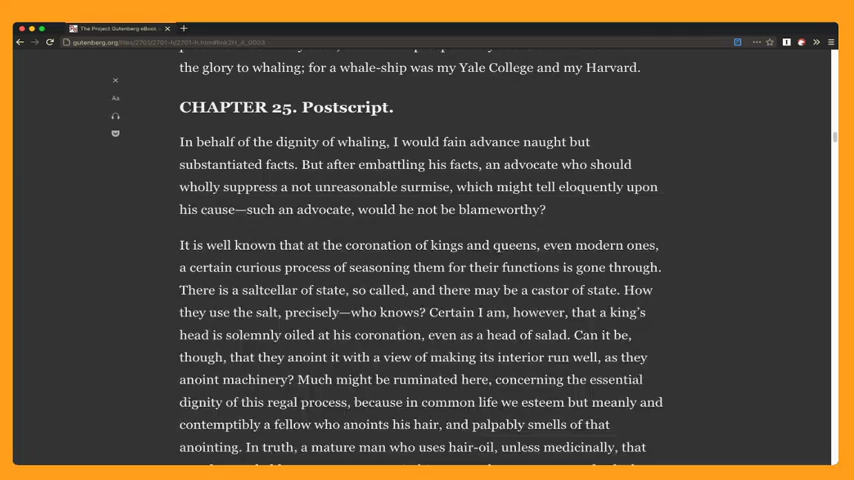 The Project Gutenberg eBook
gutenberg.org/files/2701/2701-h/2701-h.htm#link2H_4_0033
the glory to whaling; for a whale-ship was my Yale College and my Harvard.
Aa
CHAPTER 25. Postscript.
In behalf of the dignity of whaling, I would fain advance naught but
substantiated facts. But after embattling his facts, an advocate who should
wholly suppress a not unreasonable surmise, which might tell eloquently upon
his cause—such an advocate, would he not be blameworthy?
It is well known that at the coronation of kings and queens, even modern ones,
a certain curious process of seasoning them for their functions is gone through.
There is a saltcellar of state, so called, and there may be a castor of state. How
they use the salt, precisely—who knows? Certain I am, however, that a king’s
head is solemnly oiled at his coronation, even as a head of salad. Can it be,
though, that they anoint it with a view of making its interior run well, as they
anoint machinery? Much might be ruminated here, concerning the essential
dignity of this regal process, because in common life we esteem but meanly and
contemptibly a fellow who anoints his hair, and palpably smells of that
anointing. In truth, a mature man who uses hair-oil, unless medicinally, that